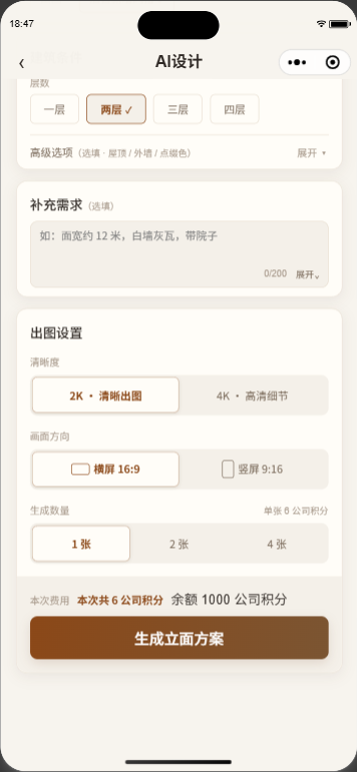 18:47
AI设计
层数
一层 两层 ✓ 三层 四层
高级选项（选填 · 屋顶 / 外墙 / 点缀色） 展开
补充需求（选填）
如：面宽约 12 米，白墙灰瓦，带院子
0/200 展开
出图设置
清晰度
2K · 清晰出图 4K · 高清细节
画面方向
横屏 16:9 竖屏 9:16
生成数量 单张 6 公司积分
1 张 2 张 4 张
本次费用 本次共 6 公司积分 余额 1000 公司积分
生成立面方案